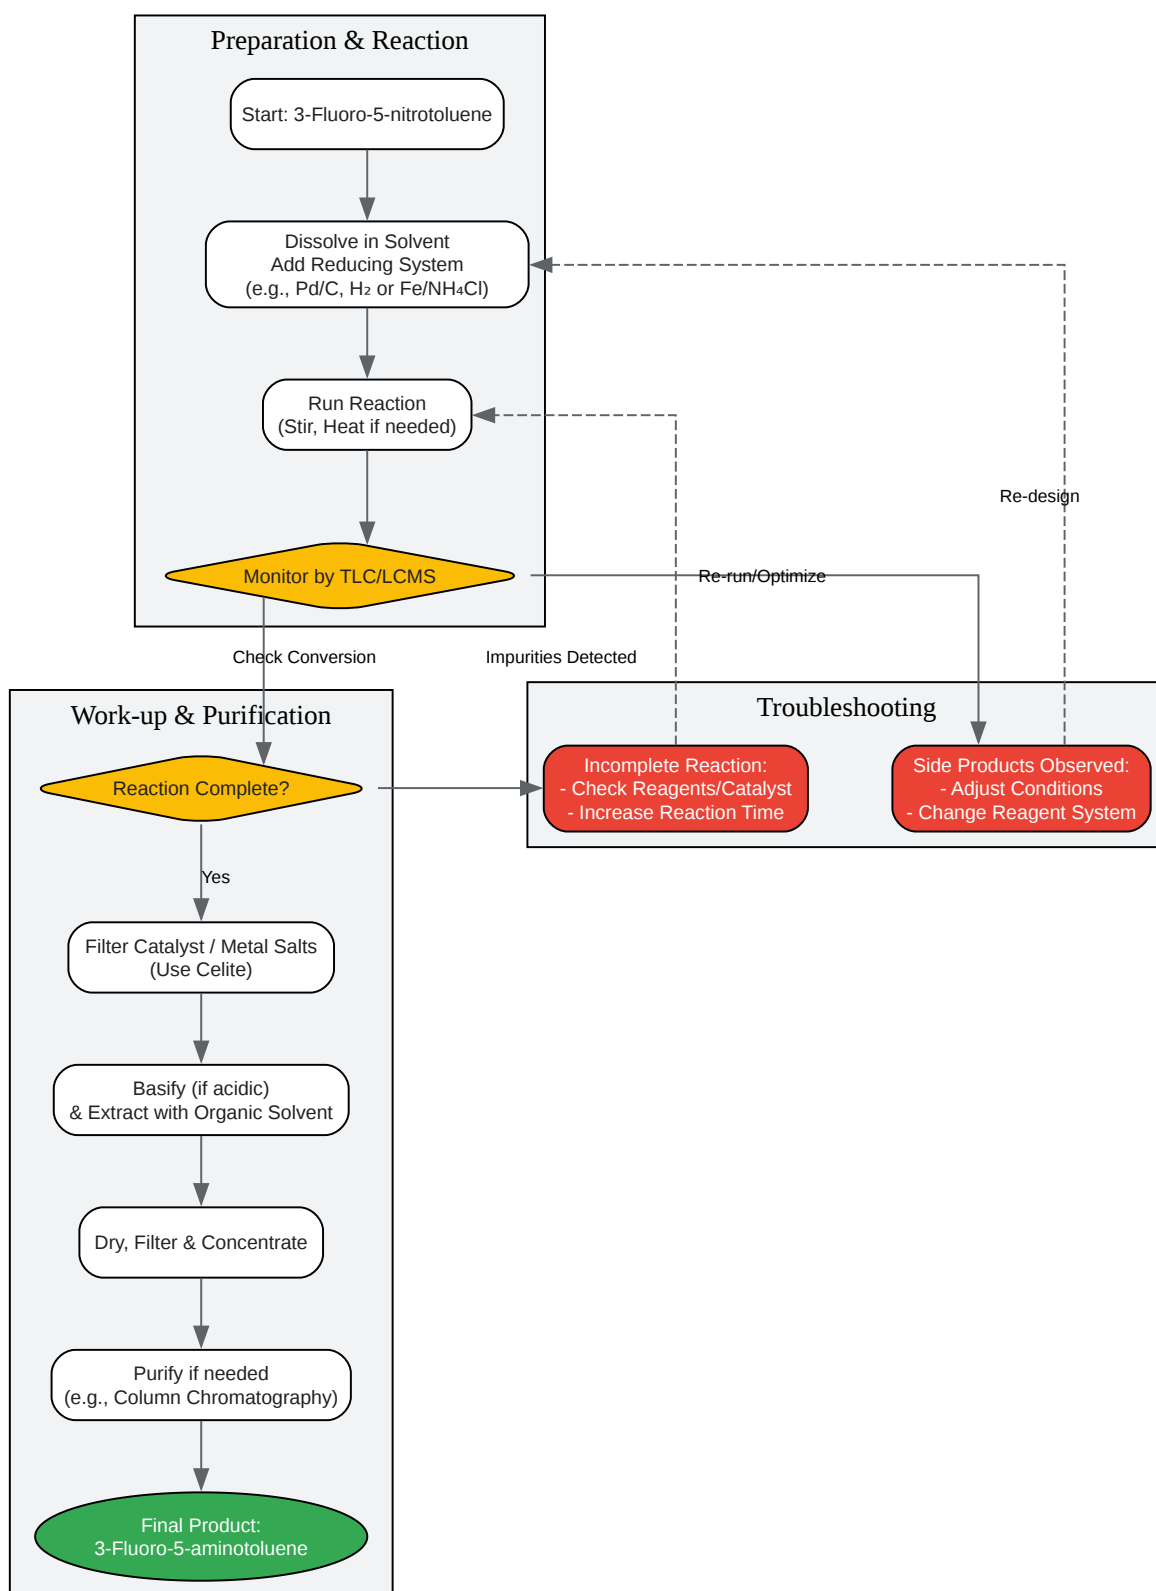 Preparation & Reaction
Start: 3-Fluoro-5-nitrotoluene
Dissolve in Solvent
Add Reducing System
(e.g., Pd/C, H₂ or Fe/NH₄Cl)
Run Reaction
(Stir, Heat if needed)
Re-design
Monitor by TLC/LCMS
Re-run/Optimize
Check Conversion
Impurities Detected
Work-up & Purification
Troubleshooting
Reaction Complete?
Incomplete Reaction:
- Check Reagents/Catalyst
- Increase Reaction Time
Side Products Observed:
- Adjust Conditions
- Change Reagent System
Yes
Filter Catalyst / Metal Salts
(Use Celite)
Basify (if acidic)
& Extract with Organic Solvent
Dry, Filter & Concentrate
Purify if needed
(e.g., Column Chromatography)
Final Product:
3-Fluoro-5-aminotoluene